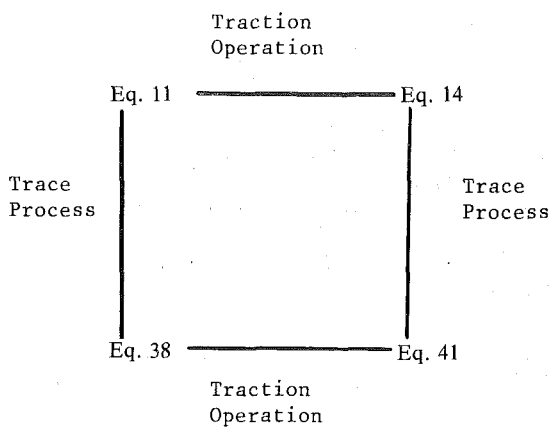 Traction
Operation
Eq. 11
Eq. 14
Trace
Process
Trace
Process
Eq. 38
Eq. 41
Traction
Operation